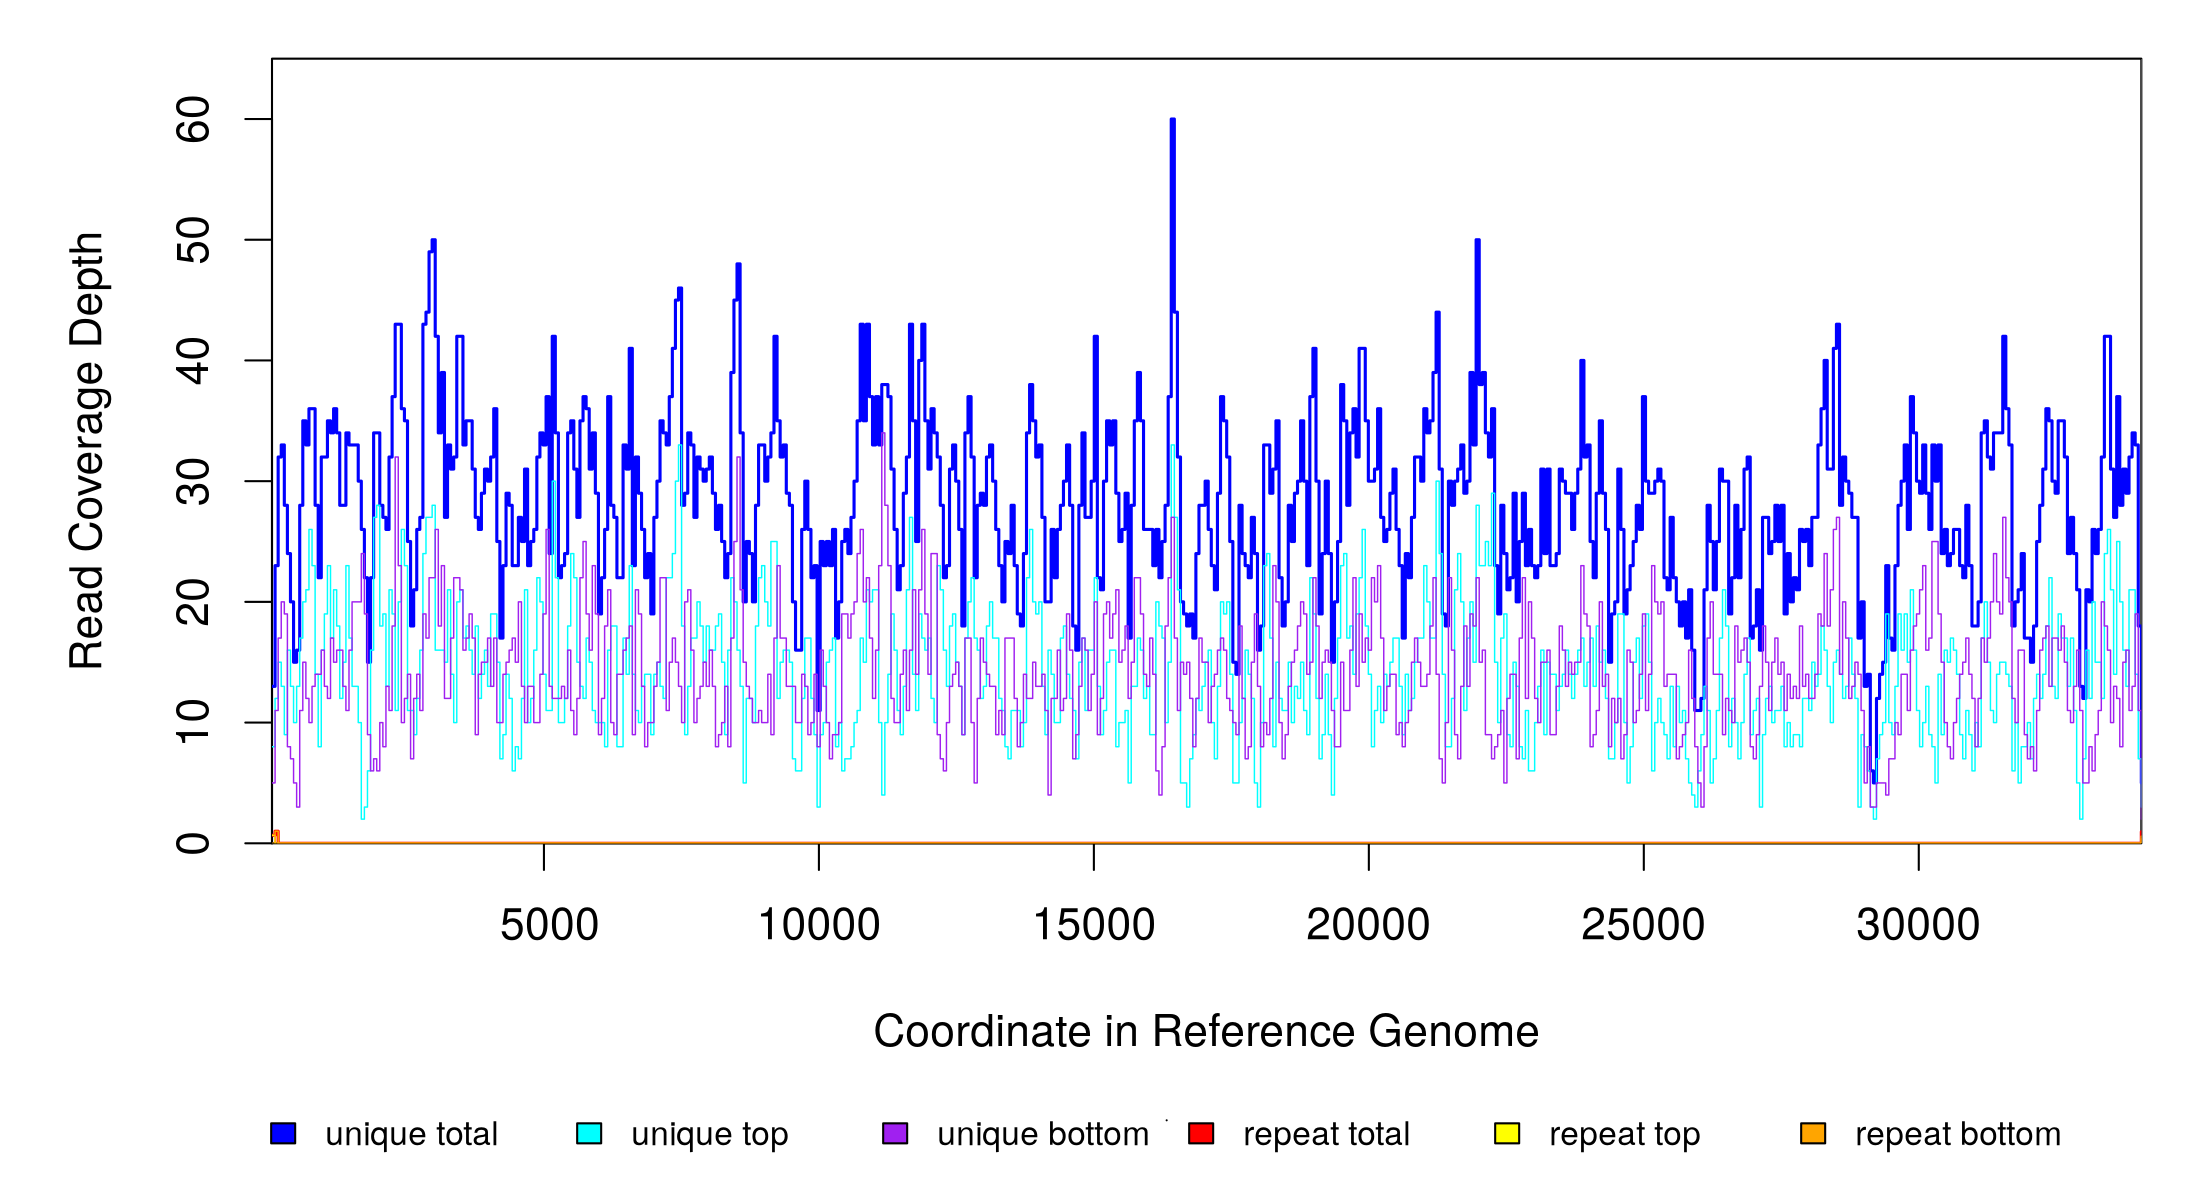 Read Coverage Depth
60
50
40
30
20
10
0
5000 10000 15000 20000 25000 30000
Coordinate in Reference Genome
unique total unique top unique bottom repeat total repeat top repeat bottom